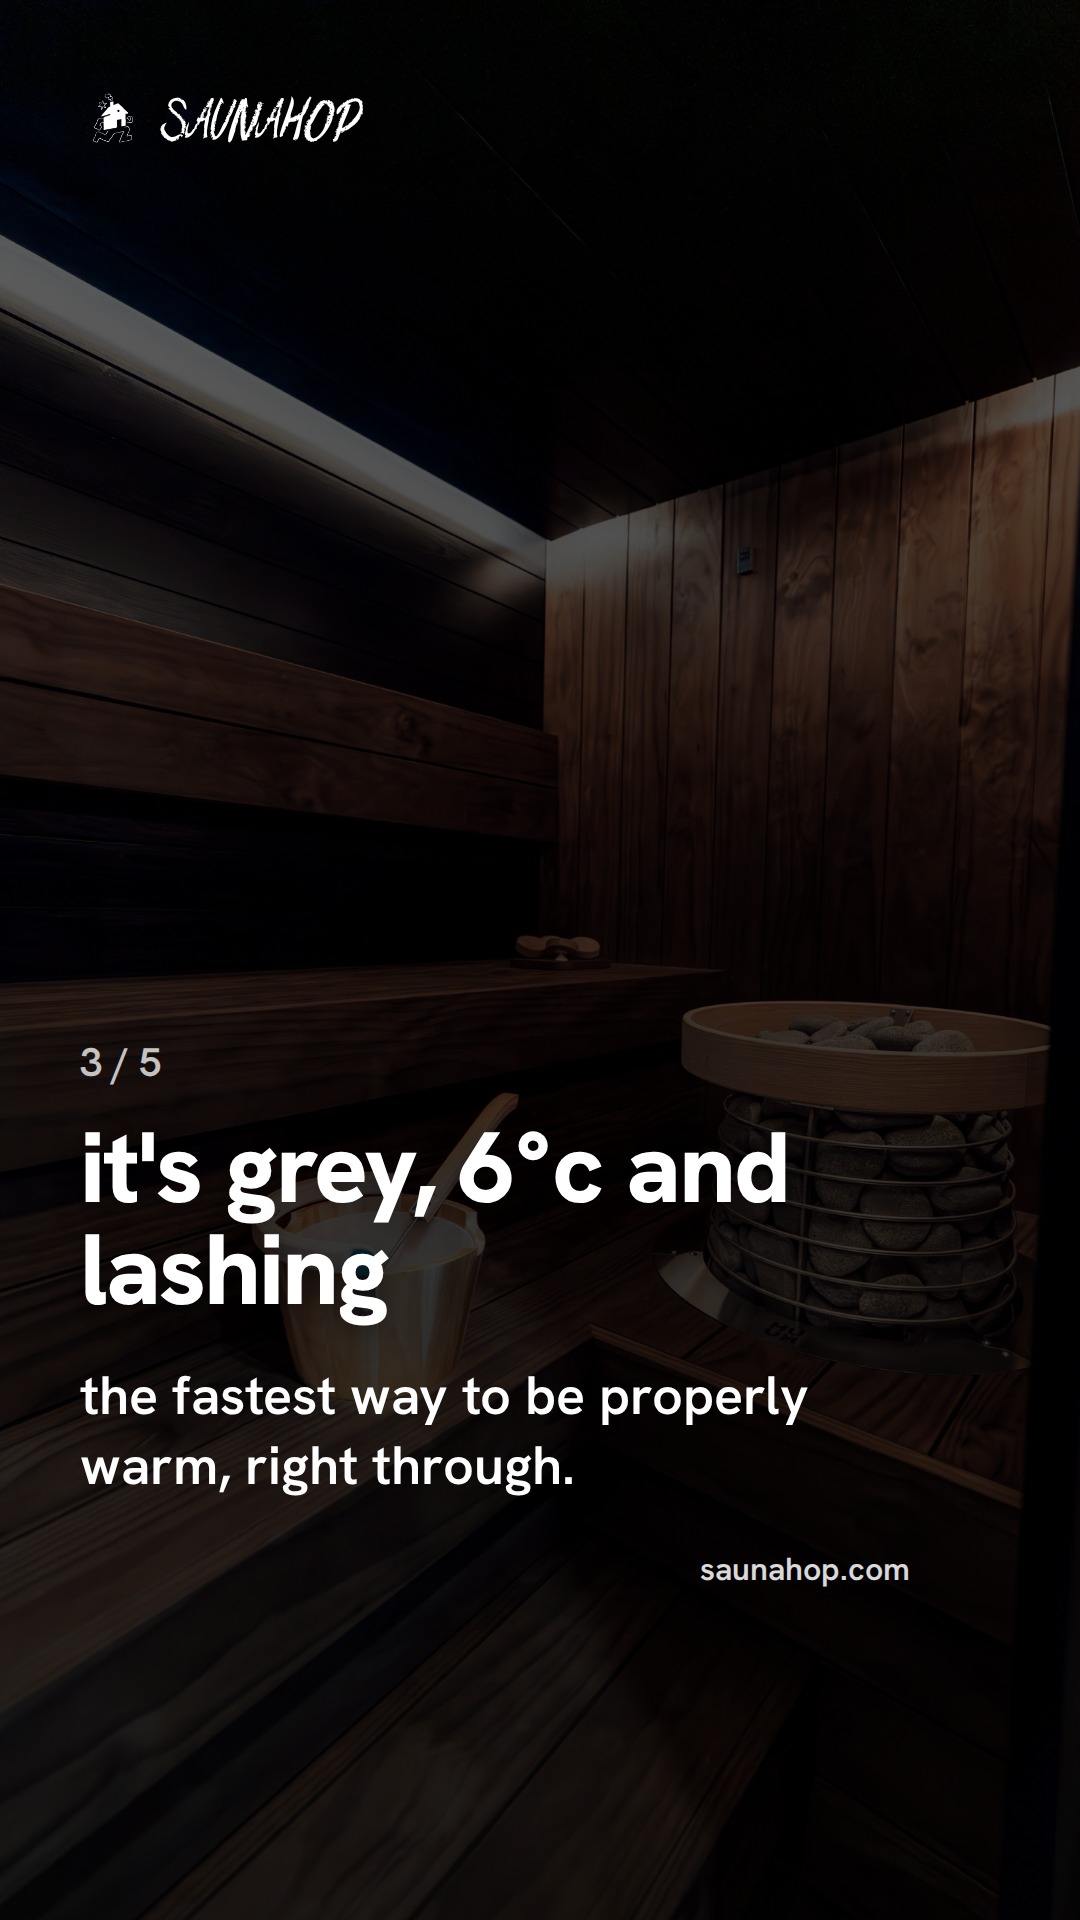 SAUNAHOP
3 / 5
it's grey, 6°c and
lashing
the fastest way to be properly
warm, right through.
saunahop.com